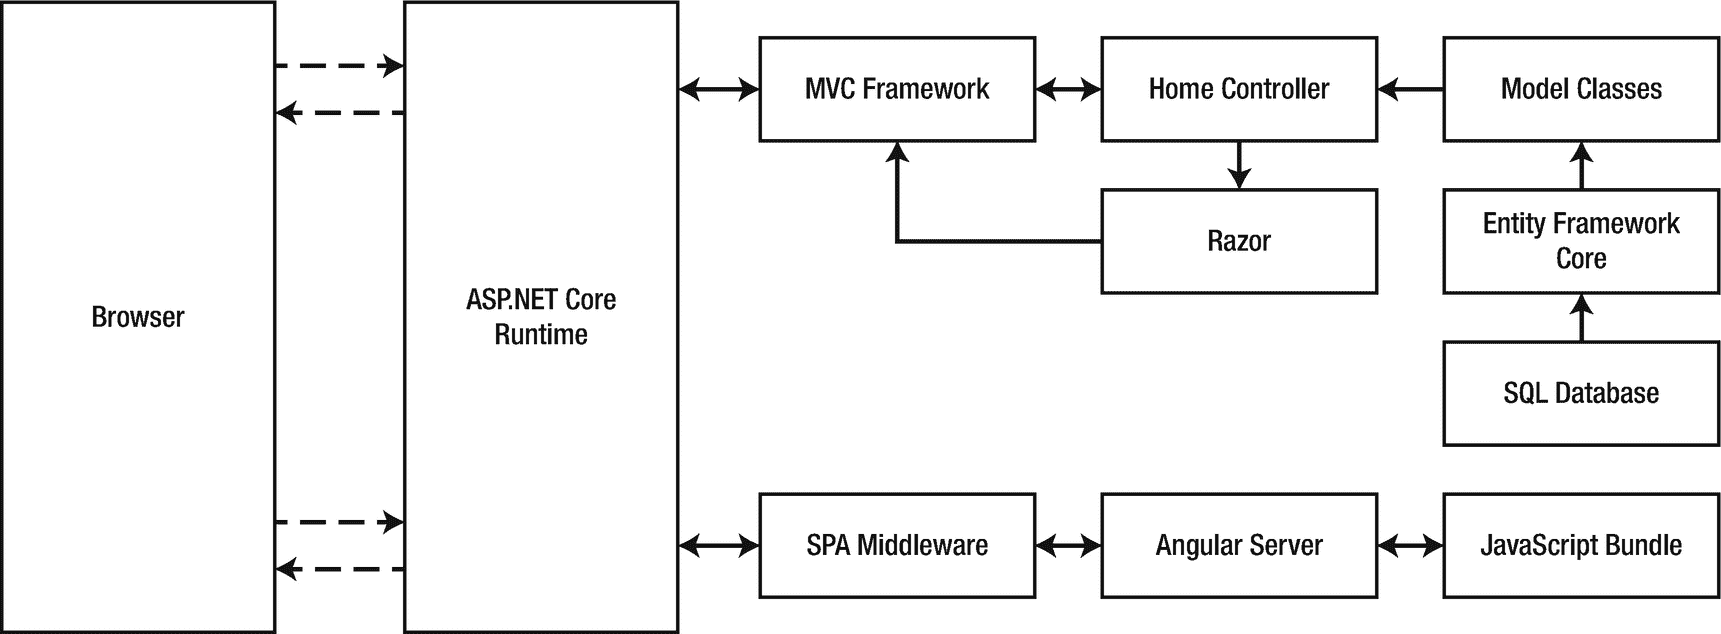 Browser
ASP.NET Core
Runtime
MVC Framework
Home Controller
Model Classes
Razor
Entity Framework
Core
SQL Database
SPA Middleware
Angular Server
JavaScript Bundle